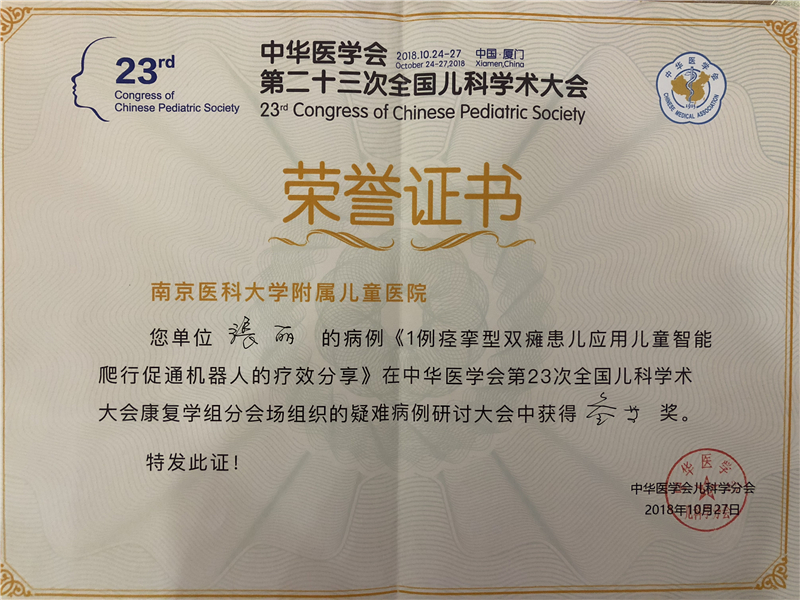 23rd
Congress of
Chinese Pediatric Society
中华医学会 2018.10.24-27 中国·厦门
October 24-27,2018 Xiamen,China
第二十三次全国儿科学术大会
23rd Congress of Chinese Pediatric Society
中华医学会
CHINESE MEDICAL ASSOCIATION
1915
荣誉证书
南京医科大学附属儿童医院
您单位 張丽 的病例《1例痉挛型双瘫患儿应用儿童智能
爬行促通机器人的疗效分享》在中华医学会第23次全国儿科学术
大会康复学组分会场组织的疑难病例研讨大会中获得 奖。
特发此证！
中华医学会儿科学分会
2018年10月27日